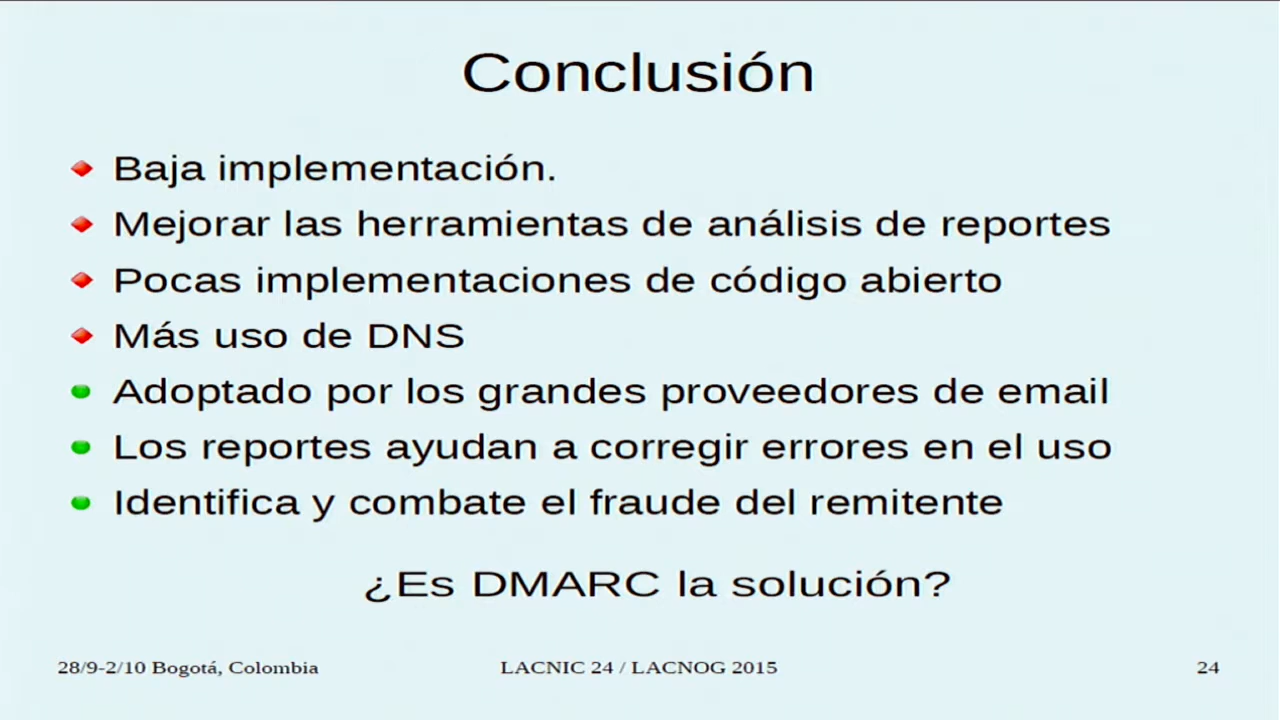 Conclusión
Baja implementación.
Mejorar las herramientas de análisis de reportes
Pocas implementaciones de código abierto
Más uso de DNS
Adoptado por los grandes proveedores de email
Los reportes ayudan a corregir errores en el uso
Identifica y combate el fraude del remitente
¿Es DMARC la solución?
28/9-2/10 Bogotá, Colombia
LACNIC 24 / LACNOG 2015
24